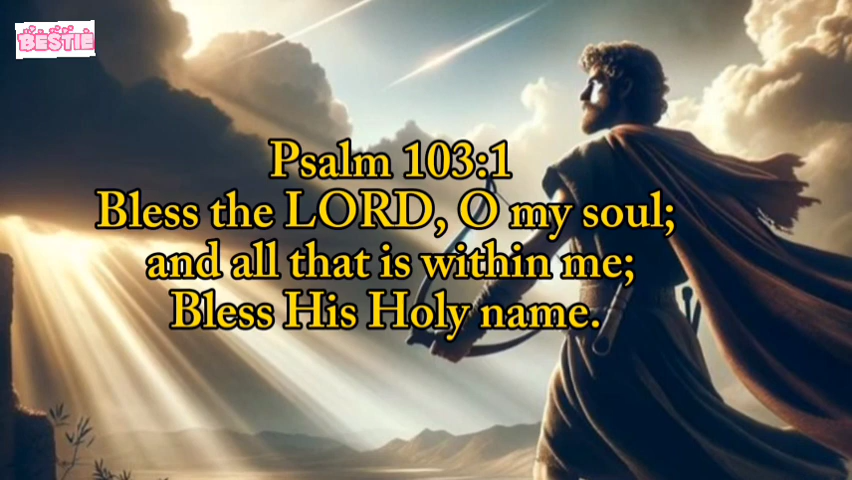 BESTIE
Psalm 103:1
Bless the LORD, O my soul;
and all that is within me;
Bless His Holy name.